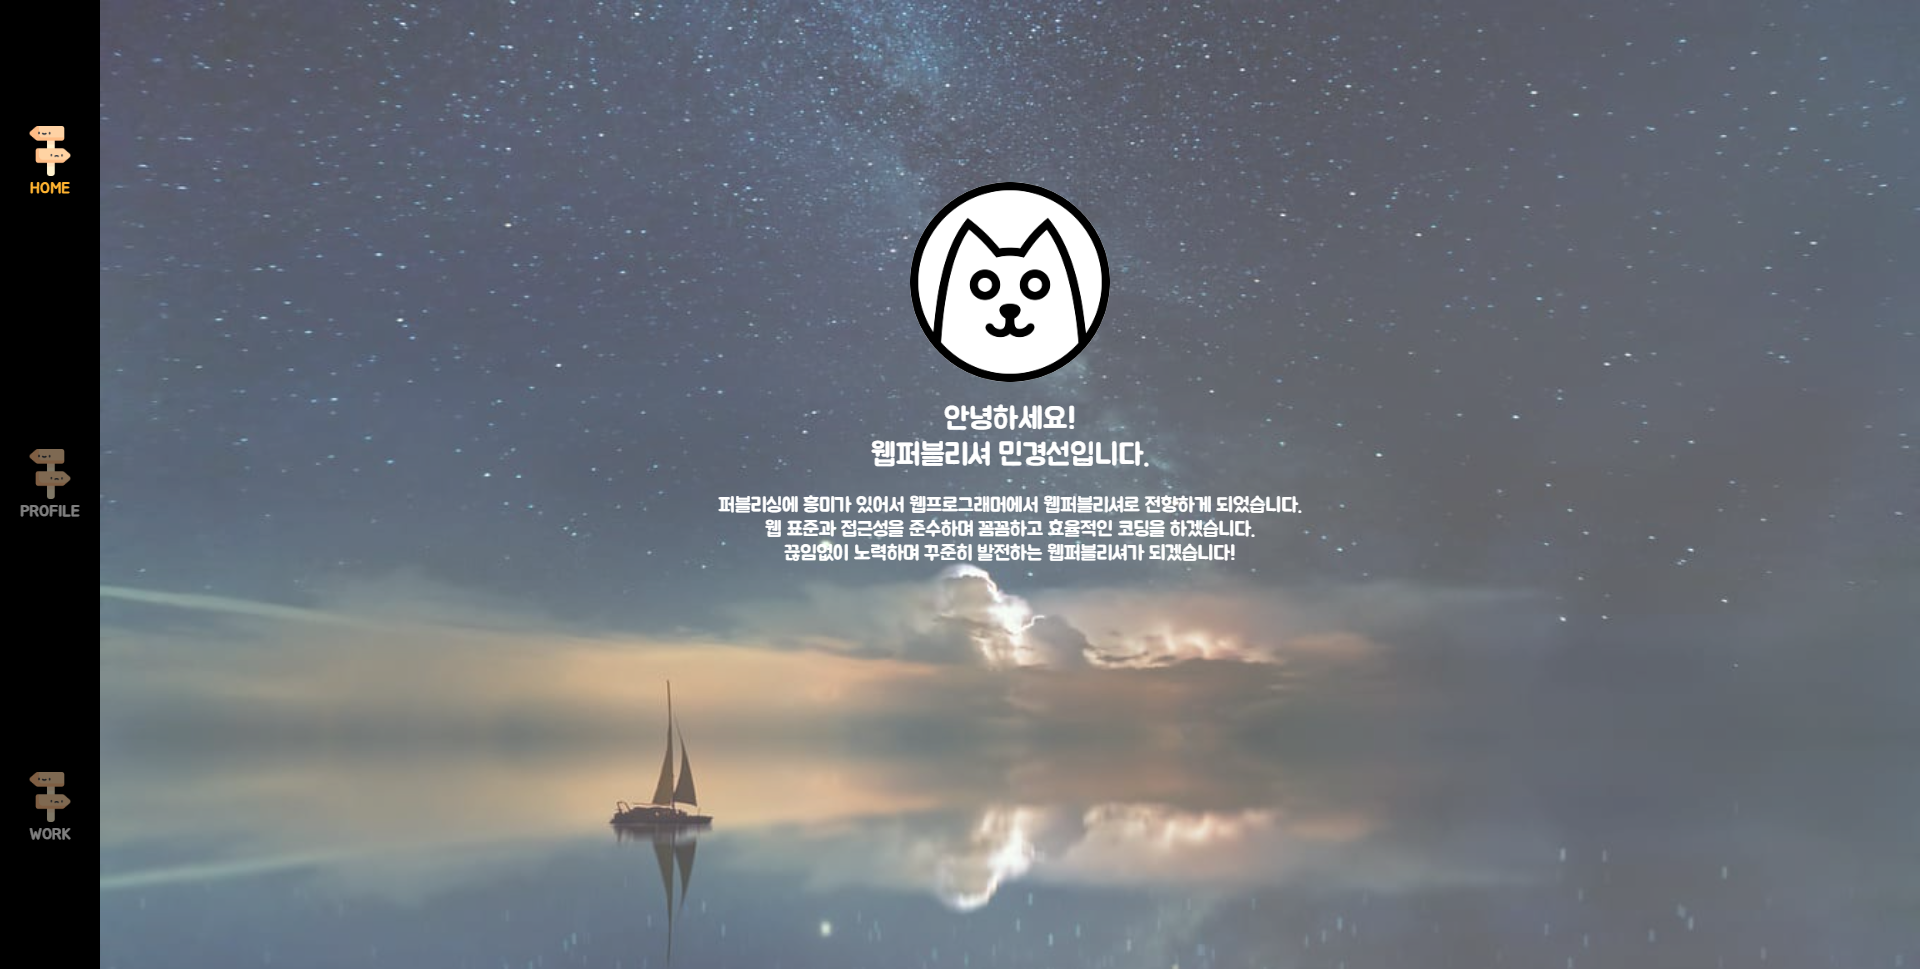 HOME
PROFILE
WORK
안녕하세요!
웹퍼블리셔 민경선입니다.
퍼블리싱에 흥미가 있어서 웹프로그래머에서 웹퍼블리셔로 전향하게 되었습니다.
웹 표준과 접근성을 준수하며 꼼꼼하고 효율적인 코딩을 하겠습니다.
끊임없이 노력하며 꾸준히 발전하는 웹퍼블리셔가 되겠습니다!